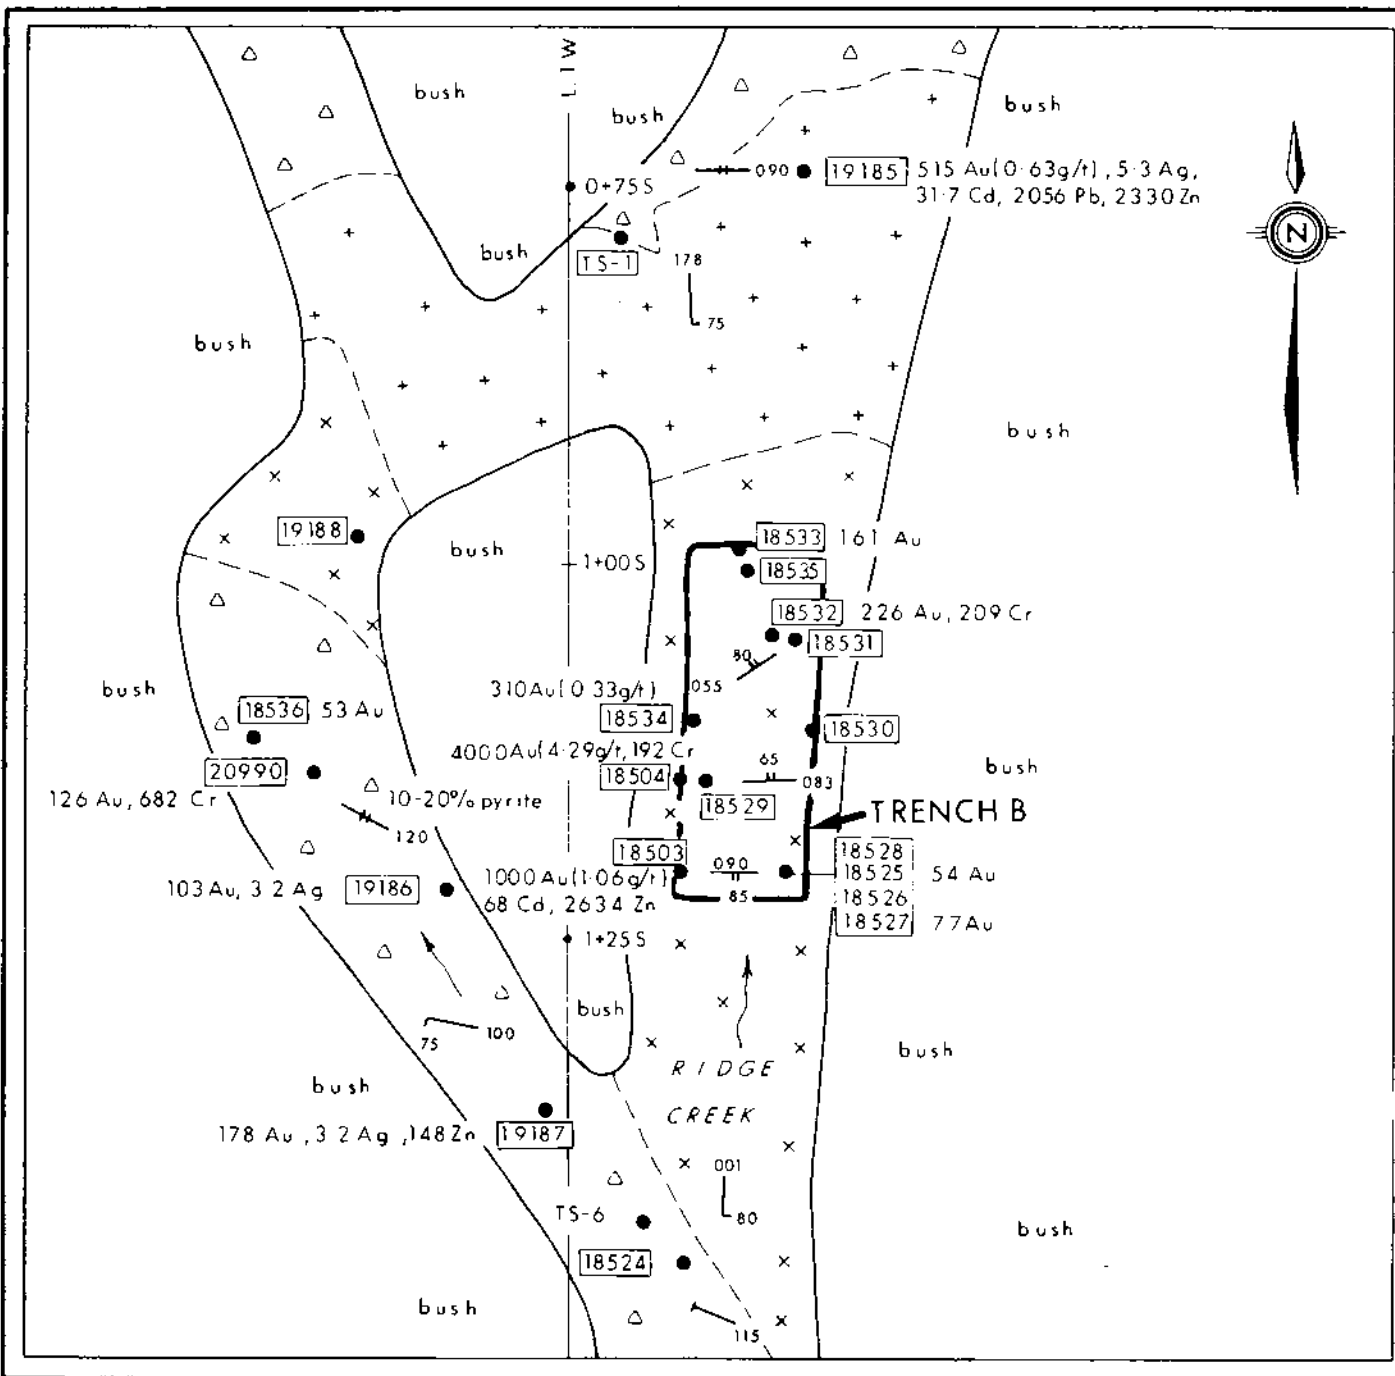 L 1 W
bush
bush
bush
090
19185
515 Au(0·63g/t), 5·3 Ag,
31·7 Cd, 2056 Pb, 2330 Zn
0+75 S
N
bush
TS-1
178
75
bush
bush
19188
bush
1+00 S
18533
161 Au
18535
18532
226 Au, 209 Cr
18531
80
055
310Au(0·33g/t)
18534
18530
bush
18536
53 Au
4000Au(4·29g/t, 192 Cr
65
083
bush
20990
18504
18529
126 Au, 682 Cr
10-20% pyrite
TRENCH B
120
18503
090
85
18528
18525
54 Au
18526
18527
77Au
103 Au, 3 2 Ag
19186
1000 Au(1·06g/t)
68 Cd, 2634 Zn
1+25 S
bush
100
75
bush
RIDGE
CREEK
bush
178 Au, 3 2 Ag, 148 Zn
19187
001
80
TS-6
bush
18524
bush
115